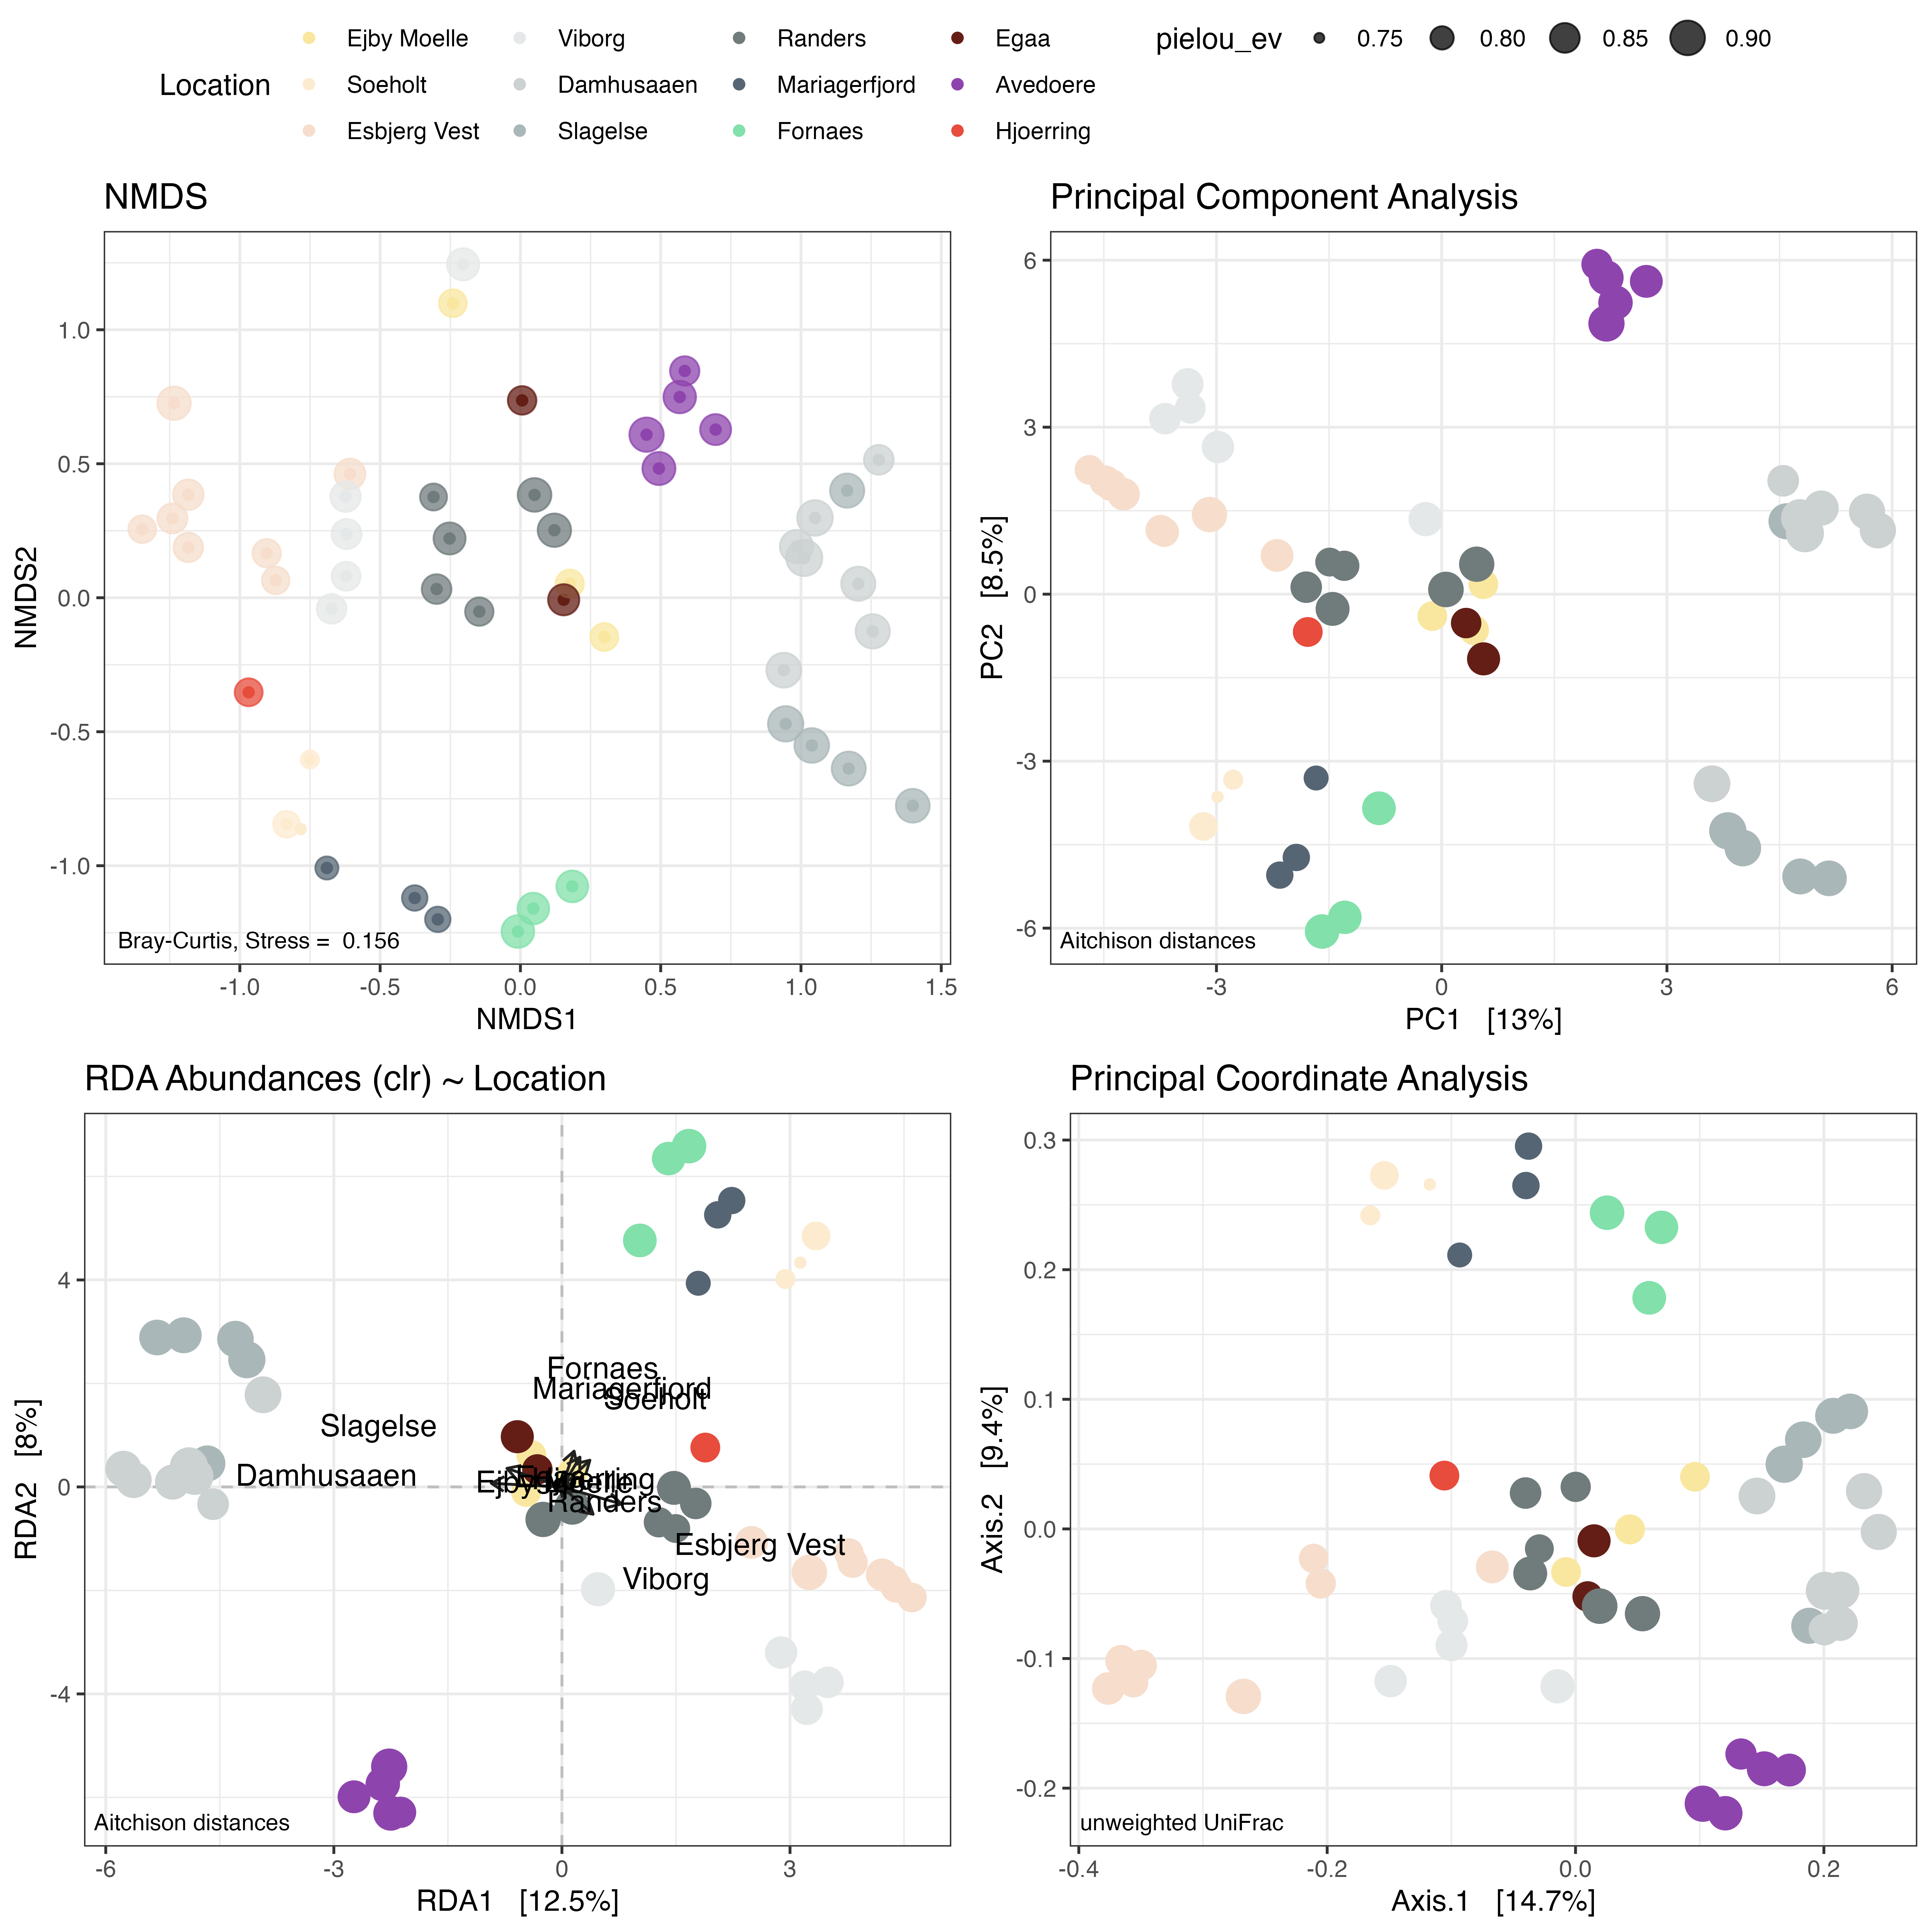 Location
Ejby Moelle
Soeholt
Esbjerg Vest
Viborg
Damhusaaen
Slagelse
Randers
Mariagerfjord
Fornaes
Egaa
Avedoere
Hjoerring
pielou_ev 0.75 0.80 0.85 0.90
NMDS
NMDS2
1.0
0.5
0.0
-0.5
-1.0
Bray-Curtis, Stress = 0.156
-1.0 -0.5 0.0 0.5 1.0 1.5
NMDS1
Principal Component Analysis
PC2 [8.5%]
6
3
0
-3
-6
Aitchison distances
-3 0 3 6
PC1 [13%]
RDA Abundances (clr) ~ Location
RDA2 [8%]
4
0
-4
Fornaes
Mariagerfjord
Soeholt
Slagelse
Damhusaaen
Ejby Moelle
Egaa
Hjoerring
Randers
Esbjerg Vest
Viborg
Aitchison distances
-6 -3 0 3
RDA1 [12.5%]
Principal Coordinate Analysis
Axis.2 [9.4%]
0.3
0.2
0.1
0.0
-0.1
-0.2
unweighted UniFrac
-0.4 -0.2 0.0 0.2
Axis.1 [14.7%]